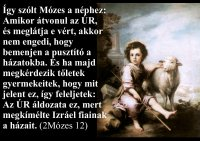 Így szólt Mózes a néphez:
Amikor átvonul az ÚR,
és meglátja e vért, akkor
nem engedi, hogy
bemenjen a pusztító a
házatokba. És ha majd
megkérdezik tőletek
gyermekeitek, hogy mit
jelent ez, így feleljetek:
Az ÚR áldozata ez, mert
megkímélte Izráel fiainak
a házait. (2Mózes 12)